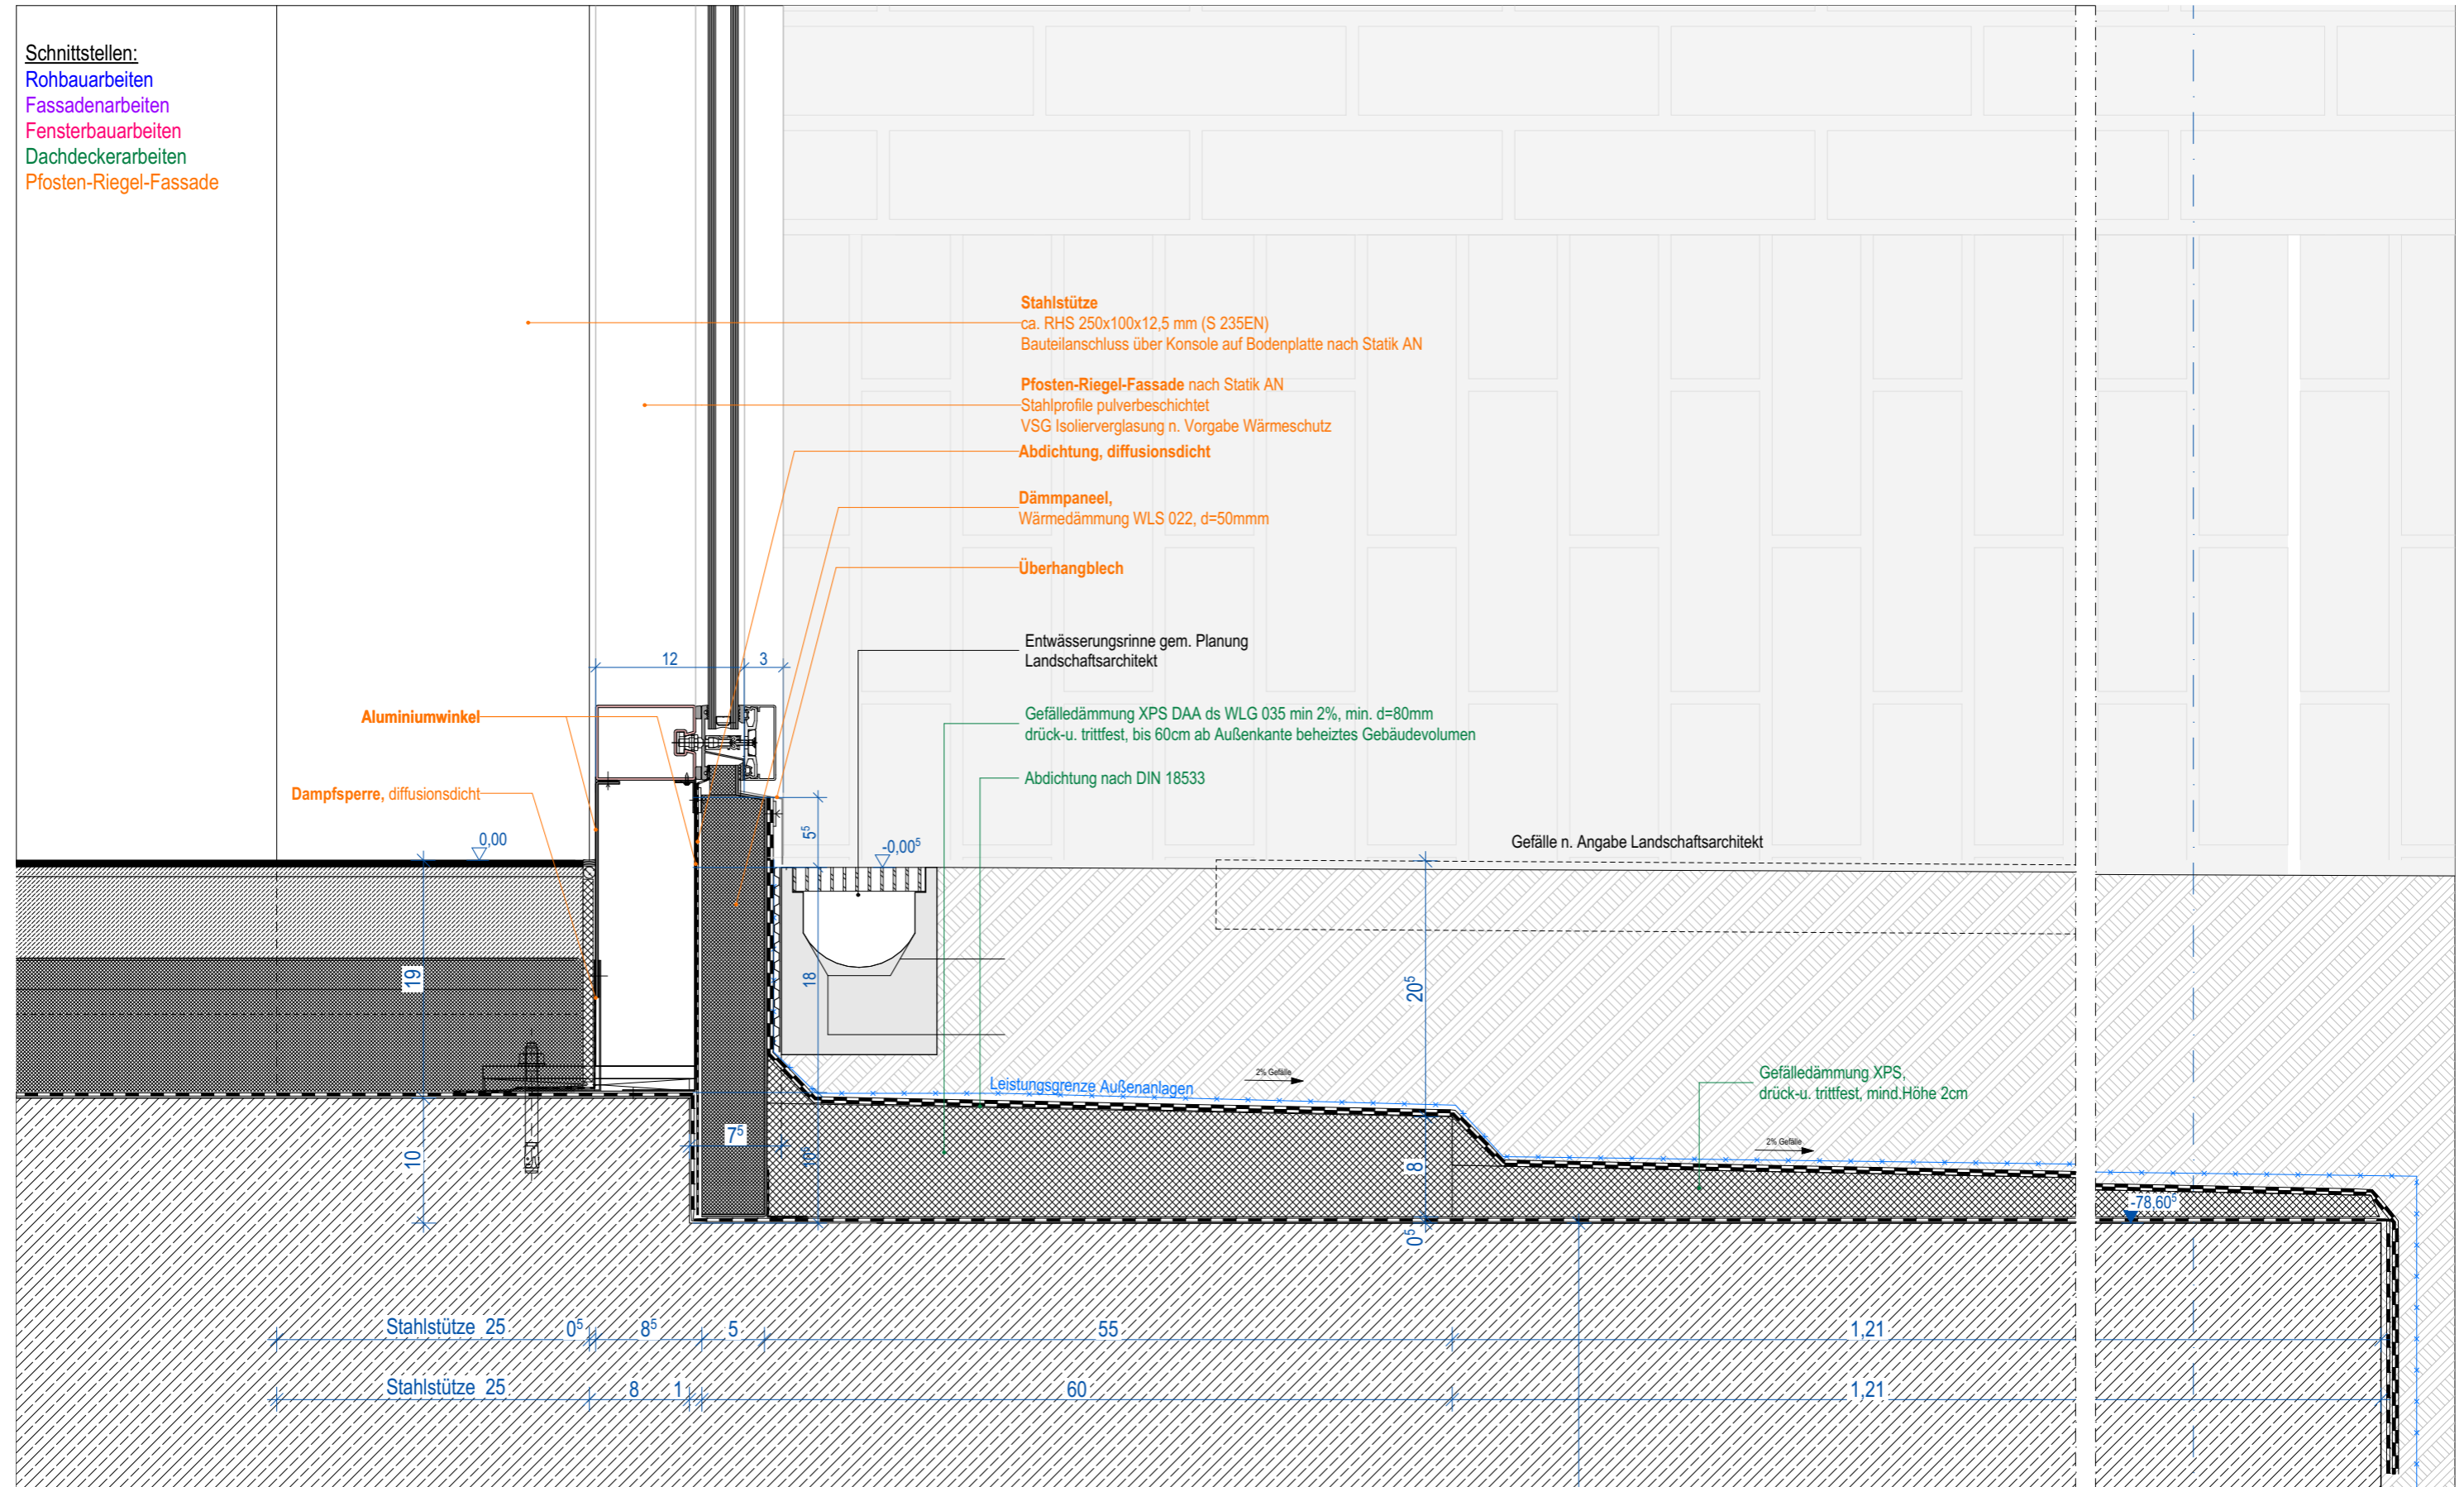 Schnittstellen:
Rohbauarbeiten
Fassadenarbeiten
Fensterbauarbeiten
Dachdeckerarbeiten
Pfosten-Riegel-Fassade
Stahlstütze
ca. RHS 250x100x12,5 mm (S 235EN)
Bauteilanschluss über Konsole auf Bodenplatte nach Statik AN
Pfosten-Riegel-Fassade nach Statik AN
Stahlprofile pulverbeschichtet
VSG Isolierverglasung n. Vorgabe Wärmeschutz
Abdichtung, diffusionsdicht
Dämmpaneel,
Wärmedämmung WLS 022, d=50mmm
Überhangblech
Entwässerungsrinne gem. Planung
Landschaftsarchitekt
12
3
Aluminiumwinkel
Gefälledämmung XPS DAA ds WLG 035 min 2%, min. d=80mm
drück-u. trittfest, bis 60cm ab Außenkante beheiztes Gebäudevolumen
Abdichtung nach DIN 18533
Dampfsperre, diffusionsdicht
0,00
5⁵
-0,00⁵
Gefälle n. Angabe Landschaftsarchitekt
19
18
20⁵
Leistungsgrenze Außenanlagen
2% Gefälle
Gefälledämmung XPS,
drück-u. trittfest, mind.Höhe 2cm
2% Gefälle
10
7⁵
10⁵
8
0⁵
-78,60⁵
Stahlstütze 25
0⁵
8⁵
5
55
1,21
Stahlstütze 25
8
1
60
1,21